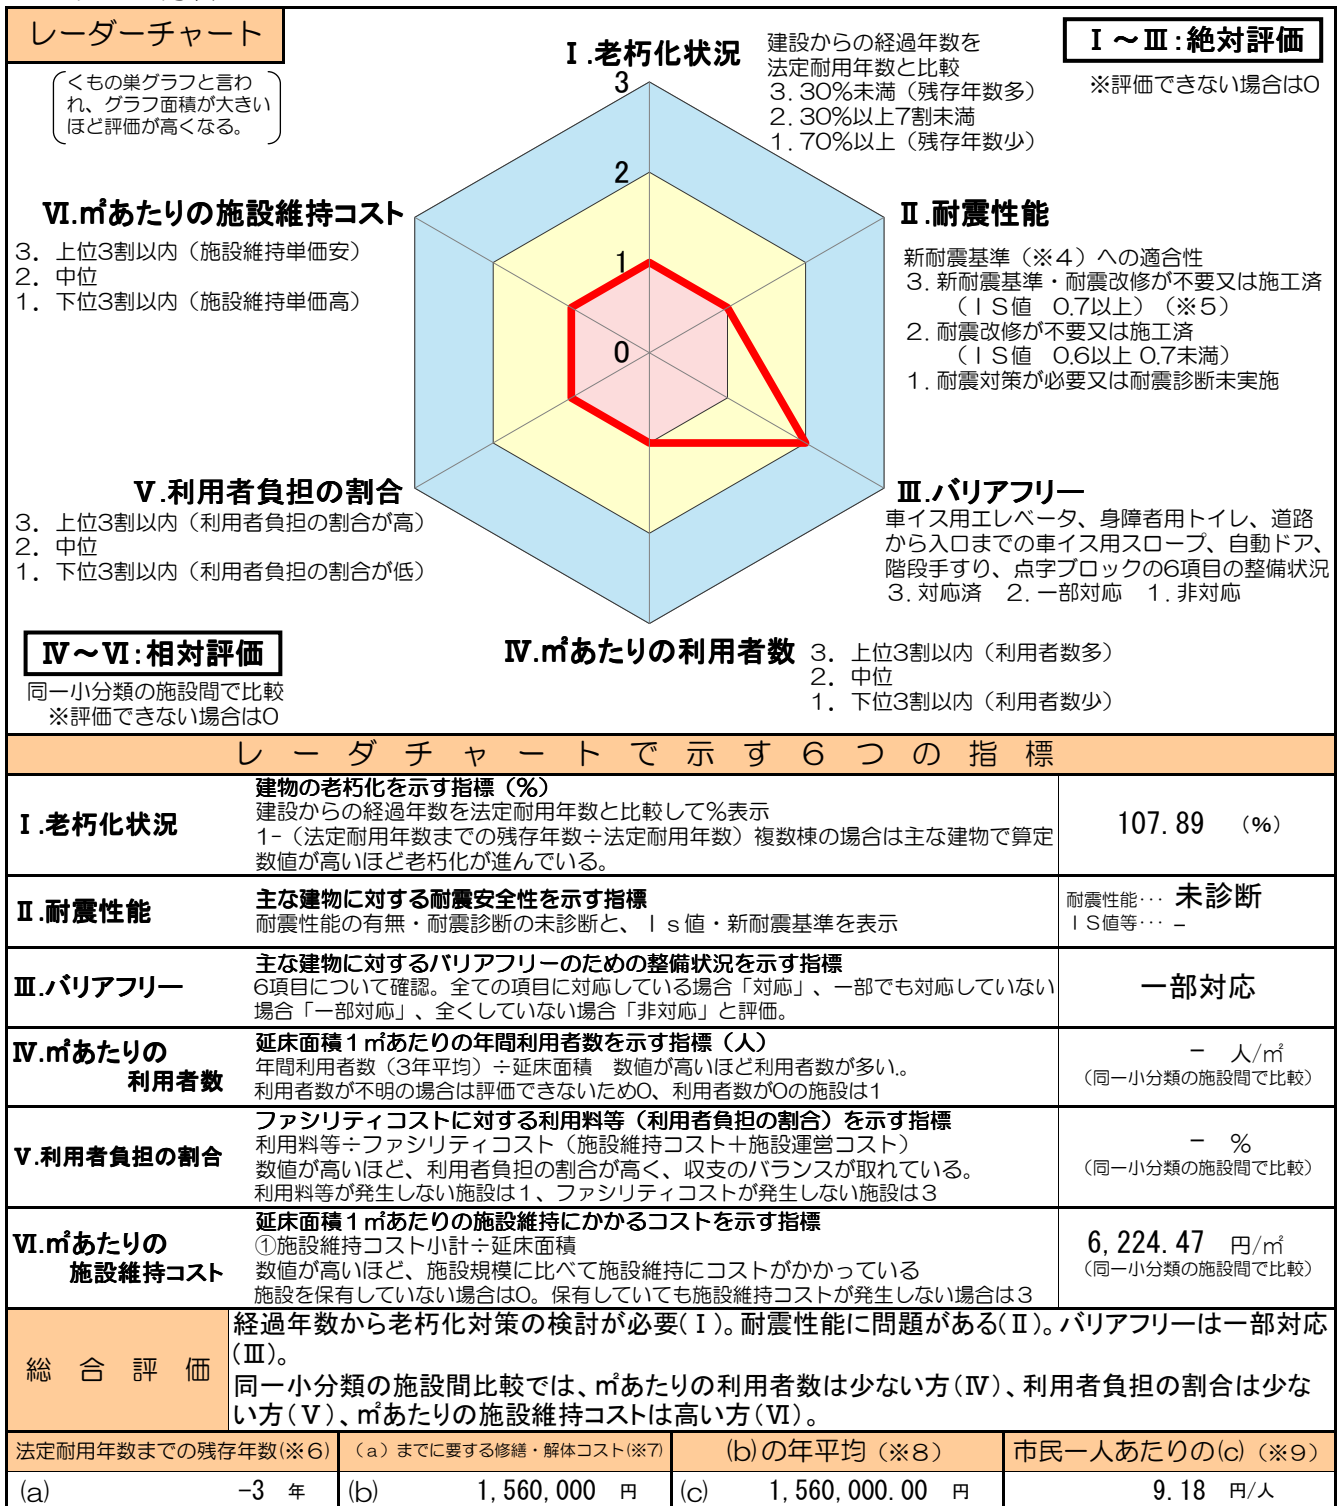 レーダーチャート
くもの巣グラフと言わ
れ、グラフ面積が大きい
ほど評価が高くなる。
Ⅰ.老朽化状況
建設からの経過年数を
法定耐用年数と比較
3. 30%未満（残存年数多）
2. 30%以上7割未満
1. 70%以上（残存年数少）
Ⅰ～Ⅲ:絶対評価
※評価できない場合は0
3
2
1
0
Ⅵ.㎡あたりの施設維持コスト
3. 上位3割以内（施設維持単価安）
2. 中位
1. 下位3割以内（施設維持単価高）
Ⅱ.耐震性能
新耐震基準（※4）への適合性
3. 新耐震基準・耐震改修が不要又は施工済
（ＩＳ値 0.7以上）（※5）
2. 耐震改修が不要又は施工済
（ＩＳ値 0.6以上 0.7未満）
1. 耐震対策が必要又は耐震診断未実施
Ⅴ.利用者負担の割合
3. 上位3割以内（利用者負担の割合が高）
2. 中位
1. 下位3割以内（利用者負担の割合が低）
Ⅲ.バリアフリー
車イス用エレベータ、身障者用トイレ、道路
から入口までの車イス用スロープ、自動ドア、
階段手すり、点字ブロックの6項目の整備状況
3. 対応済 2. 一部対応 1. 非対応
Ⅳ～Ⅵ:相対評価
同一小分類の施設間で比較
※評価できない場合は0
Ⅳ.㎡あたりの利用者数
3. 上位3割以内（利用者数多）
2. 中位
1. 下位3割以内（利用者数少）
レーダチャートで示す6つの指標
Ⅰ.老朽化状況
建物の老朽化を示す指標（%）
建設からの経過年数を法定耐用年数と比較して%表示
1-（法定耐用年数までの残存年数÷法定耐用年数）複数棟の場合は主な建物で算定
数値が高いほど老朽化が進んでいる。
107.89 （%）
Ⅱ.耐震性能
主な建物に対する耐震安全性を示す指標
耐震性能の有無・耐震診断の未診断と、Ｉｓ値・新耐震基準を表示
耐震性能… 未診断
ＩＳ値等… －
Ⅲ.バリアフリー
主な建物に対するバリアフリーのための整備状況を示す指標
6項目について確認。全ての項目に対応している場合「対応」、一部でも対応していない
場合「一部対応」、全くしていない場合「非対応」と評価。
一部対応
Ⅳ.㎡あたりの
利用者数
延床面積１㎡あたりの年間利用者数を示す指標（人）
年間利用者数（3年平均）÷延床面積 数値が高いほど利用者数が多い。
利用者数が不明の場合は評価できないため0、利用者数が0の施設は1
－ 人/㎡
（同一小分類の施設間で比較）
Ⅴ.利用者負担の割合
ファシリティコストに対する利用料等（利用者負担の割合）を示す指標
利用料等÷ファシリティコスト（施設維持コスト＋施設運営コスト）
数値が高いほど、利用者負担の割合が高く、収支のバランスが取れている。
利用料等が発生しない施設は１、ファシリティコストが発生しない施設は３
－ %
（同一小分類の施設間で比較）
Ⅵ.㎡あたりの
施設維持コスト
延床面積１㎡あたりの施設維持にかかるコストを示す指標
①施設維持コスト小計÷延床面積
数値が高いほど、施設規模に比べて施設維持にコストがかかっている
施設を保有していない場合は0。保有していても施設維持コストが発生しない場合は３
6,224.47 円/㎡
（同一小分類の施設間で比較）
総合評価
経過年数から老朽化対策の検討が必要(Ⅰ)。耐震性能に問題がある(Ⅱ)。バリアフリーは一部対応
(Ⅲ)。
同一小分類の施設間比較では、㎡あたりの利用者数は少ない方(Ⅳ)、利用者負担の割合は少な
い方(Ⅴ)、㎡あたりの施設維持コストは高い方(Ⅵ)。
法定耐用年数までの残存年数(※6)
（a）までに要する修繕・解体コスト(※7)
(b)の年平均（※8）
市民一人あたりの(c)（※9）
(a) -3 年
(b) 1,560,000 円
(c) 1,560,000.00 円
9.18 円/人